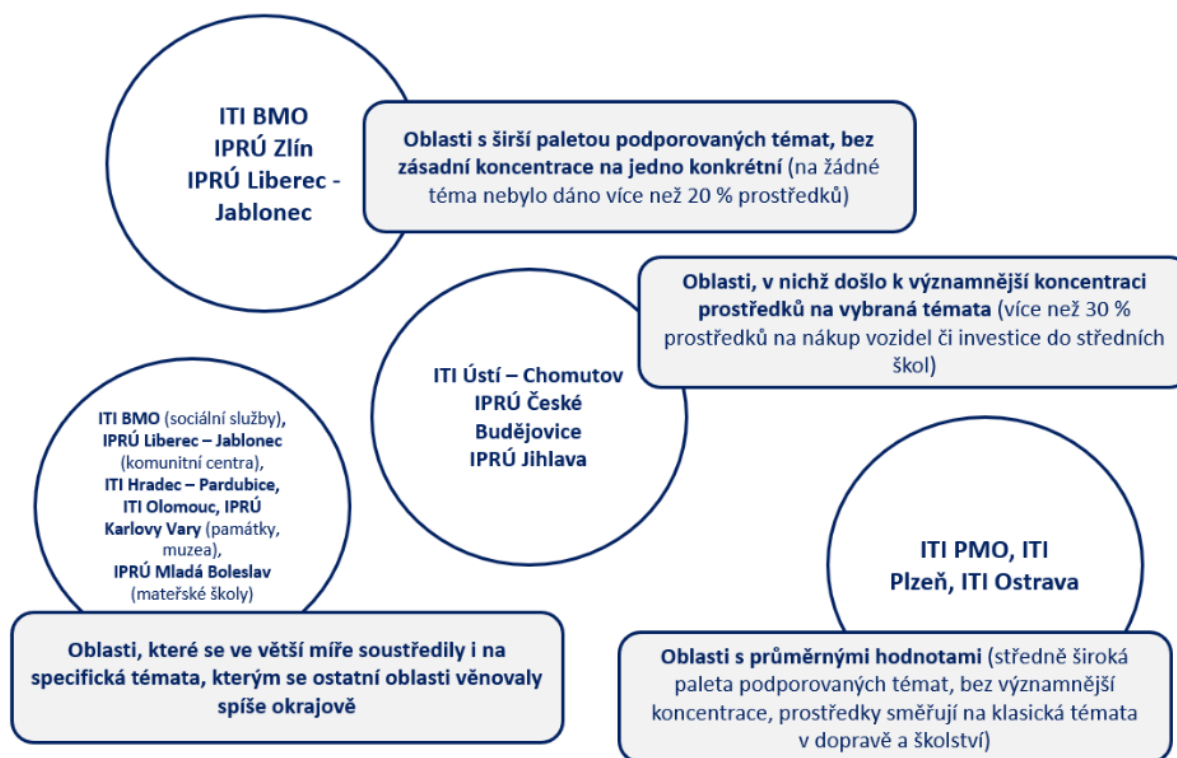 ITI BMO
IPRÚ Zlín
IPRÚ Liberec -
Jablonec
Oblasti s širší paletou podporovaných témat, bez
zásadní koncentrace na jedno konkrétní (na žádné
téma nebylo dáno více než 20 % prostředků)
Oblasti, v nichž došlo k významnější koncentraci
prostředků na vybraná témata (více než 30 %
prostředků na nákup vozidel či investice do středních
škol)
ITI Ústí – Chomutov
IPRÚ České
Budějovice
IPRÚ Jihlava
ITI BMO (sociální služby),
IPRÚ Liberec – Jablonec
(komunitní centra),
ITI Hradec – Pardubice,
ITI Olomouc, IPRÚ
Karlovy Vary (památky,
muzea),
IPRÚ Mladá Boleslav
(mateřské školy)
Oblasti, které se ve větší míře soustředily i na
specifická témata, kterým se ostatní oblasti věnovaly
spíše okrajově
ITI PMO, ITI
Plzeň, ITI Ostrava
Oblasti s průměrnými hodnotami (středně široká
paleta podporovaných témat, bez významnější
koncentrace, prostředky směřují na klasická témata
v dopravě a školství)